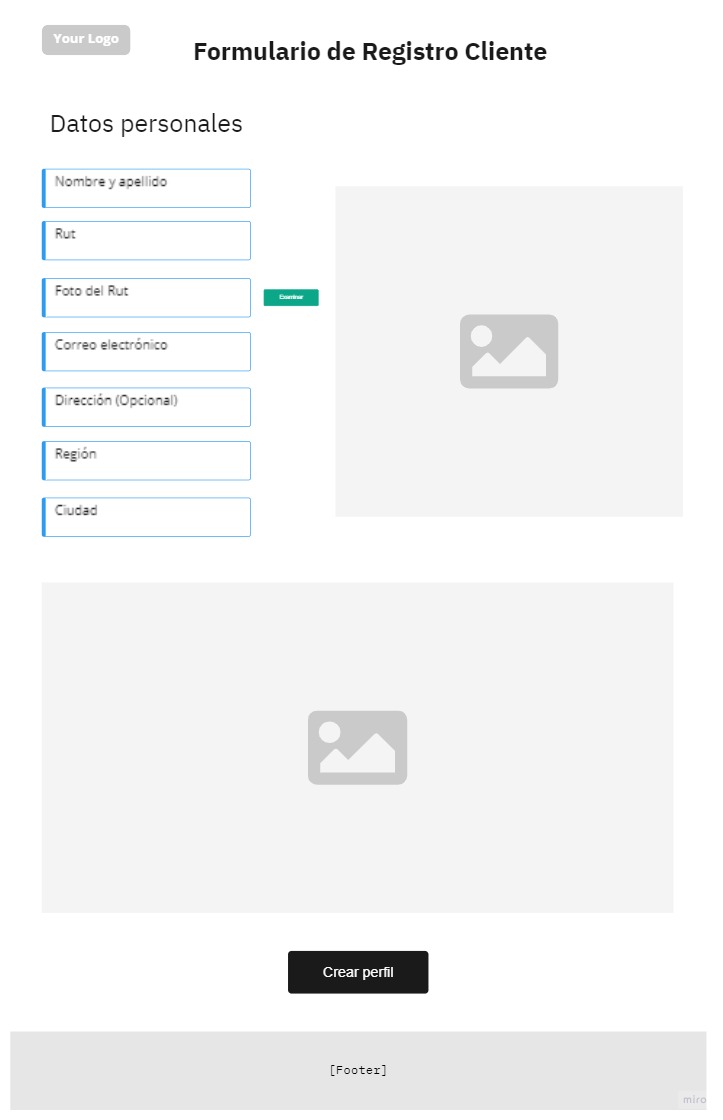 Your Logo
Formulario de Registro Cliente
Datos personales
Nombre y apellido
Rut
Foto del Rut
Examinar
Correo electrónico
Dirección (Opcional)
Región
Ciudad
Crear perfil
[Footer]
miro